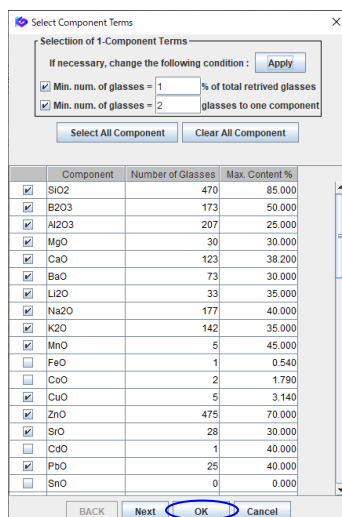 Select Component Terms
Selectiion of 1-Component Terms
If necessary, change the following condition : Apply
Min. num. of glasses = 1 % of total retrived glasses
Min. num. of glasses = 2 glasses to one component
Select All Component Clear All Component
Component Number of Glasses Max. Content %
SiO2 470 85.000
B2O3 173 50.000
Al2O3 207 25.000
MgO 30 30.000
CaO 123 38.200
BaO 73 30.000
Li2O 33 35.000
Na2O 177 40.000
K2O 142 35.000
MnO 5 45.000
FeO 1 0.540
CoO 2 1.790
CuO 5 3.140
ZnO 475 70.000
SrO 28 30.000
CdO 1 40.000
PbO 25 40.000
SnO 0 0.000
BACK Next OK Cancel